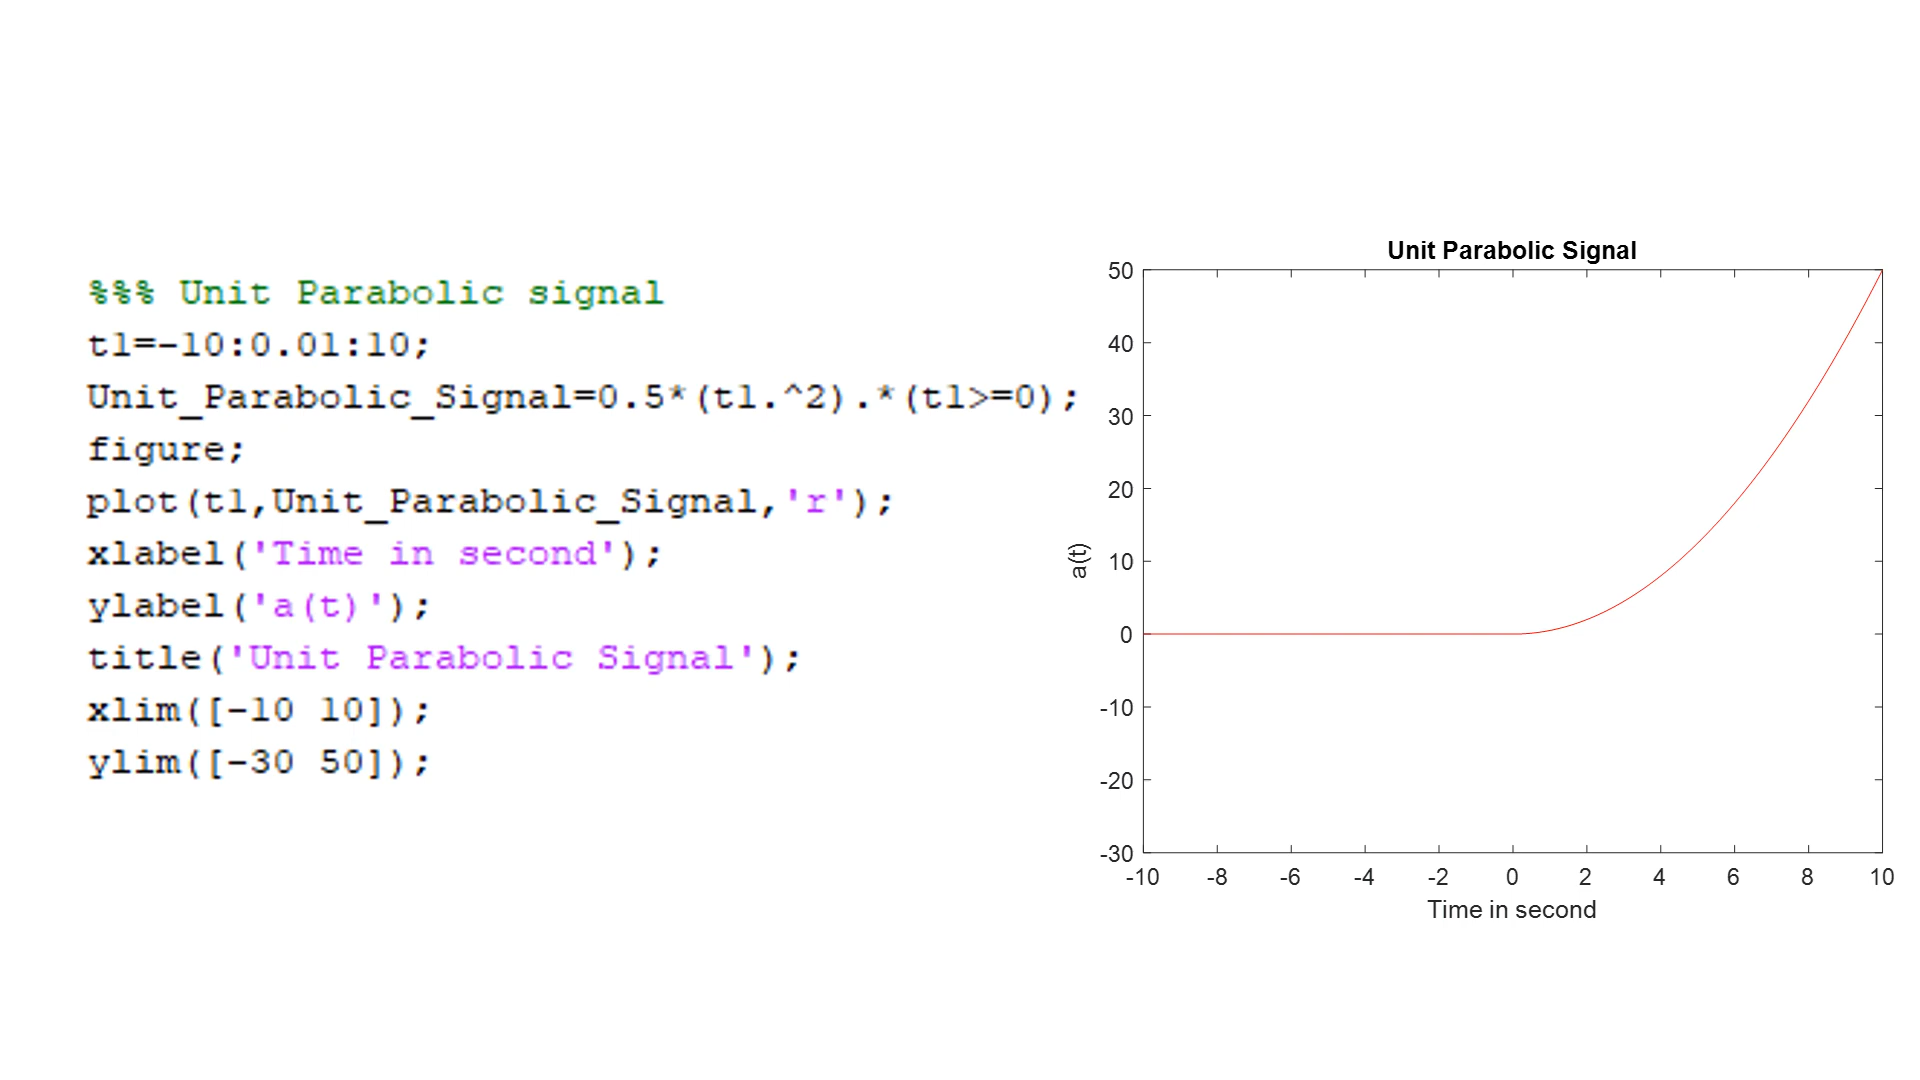 %%% Unit Parabolic signal
t1=-10:0.01:10;
Unit_Parabolic_Signal=0.5*(t1.^2).*(t1>=0);
figure;
plot(t1,Unit_Parabolic_Signal,'r');
xlabel('Time in second');
ylabel('a(t)');
title('Unit Parabolic Signal');
xlim([-10 10]);
ylim([-30 50]);
Unit Parabolic Signal
50
40
30
20
10
0
-10
-20
-30
a(t)
-10 -8 -6 -4 -2 0 2 4 6 8 10
Time in second